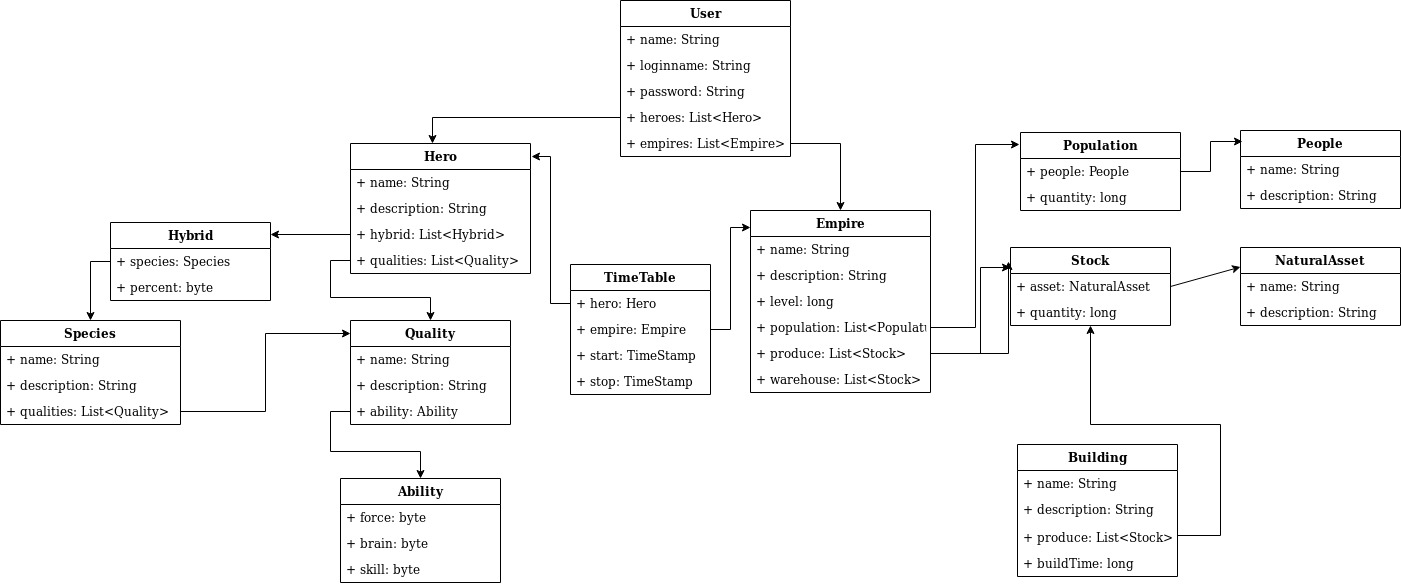 User
+ name: String
+ loginname: String
+ password: String
+ heroes: List<Hero>
+ empires: List<Empire>
Hero
+ name: String
+ description: String
+ hybrid: List<Hybrid>
+ qualities: List<Quality>
Hybrid
+ species: Species
+ percent: byte
Species
+ name: String
+ description: String
+ qualities: List<Quality>
Quality
+ name: String
+ description: String
+ ability: Ability
Ability
+ force: byte
+ brain: byte
+ skill: byte
TimeTable
+ hero: Hero
+ empire: Empire
+ start: TimeStamp
+ stop: TimeStamp
Empire
+ name: String
+ description: String
+ level: long
+ population: List<Populat
+ produce: List<Stock>
+ warehouse: List<Stock>
Population
+ people: People
+ quantity: long
People
+ name: String
+ description: String
Stock
+ asset: NaturalAsset
+ quantity: long
NaturalAsset
+ name: String
+ description: String
Building
+ name: String
+ description: String
+ produce: List<Stock>
+ buildTime: long